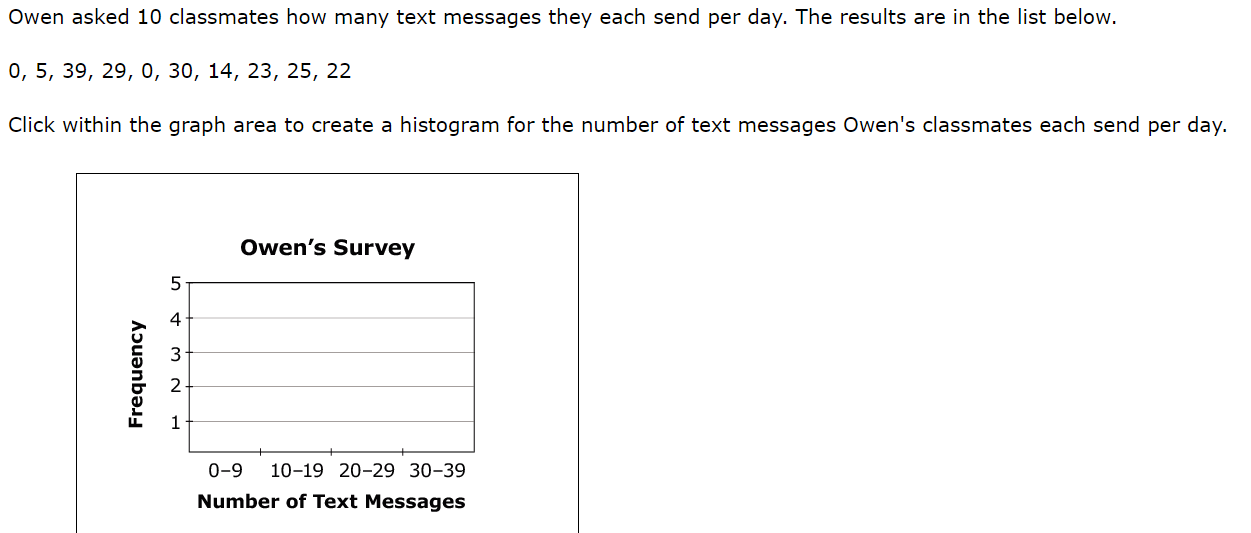 Owen asked 10 classmates how many text messages they each send per day. The results are in the list below.
0, 5, 39, 29, 0, 30, 14, 23, 25, 22
Click within the graph area to create a histogram for the number of text messages Owen's classmates each send per day.
Owen’s Survey
Frequency
5
4
3
2
1
0–9 10–19 20–29 30–39
Number of Text Messages